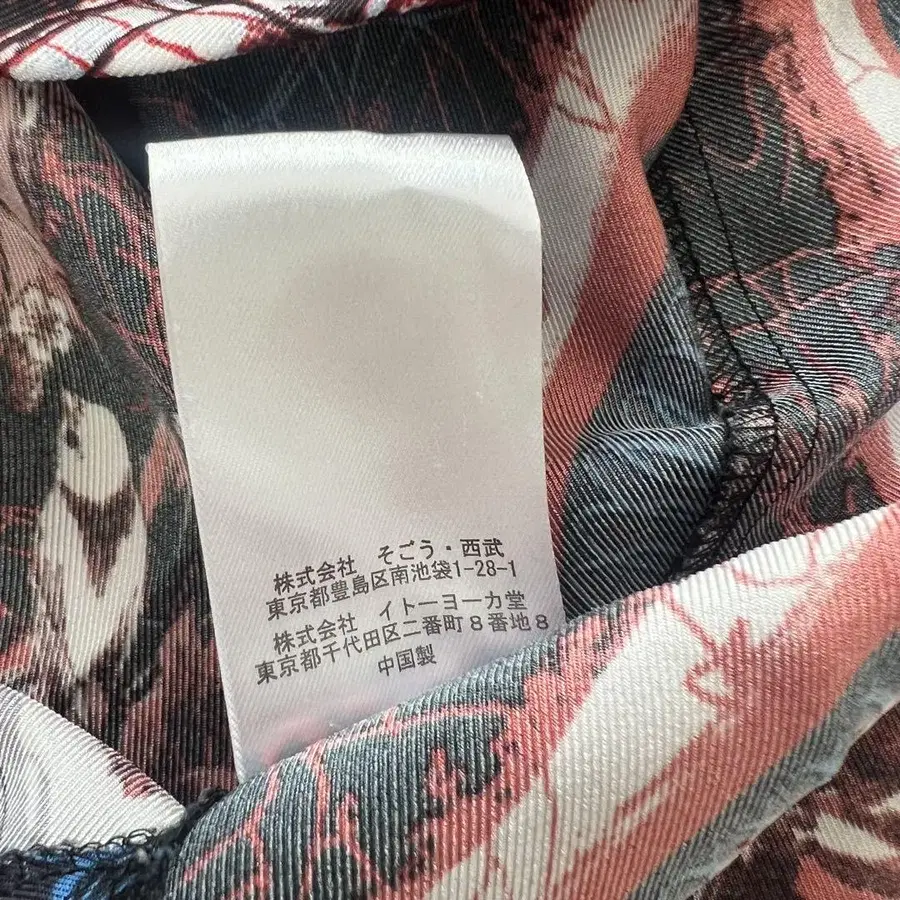 株式会社 そごう・西武
東京都豊島区南池袋1-28-1
株式会社 イトーヨーカ堂
東京都千代田区二番町8番地8
中国製